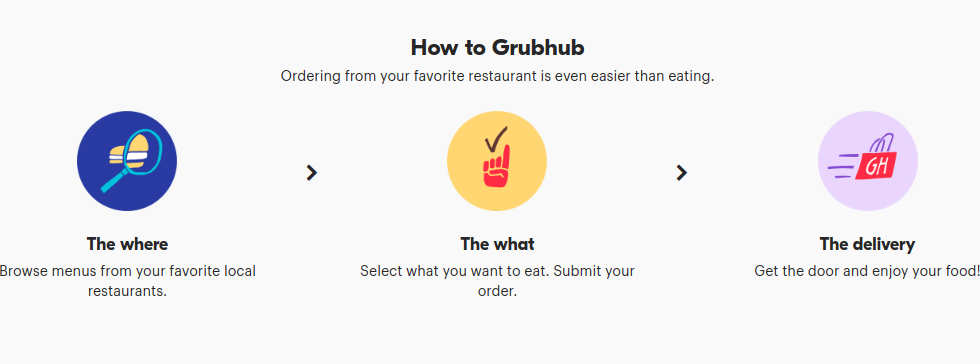 How to Grubhub
Ordering from your favorite restaurant is even easier than eating.
GH
The where
Browse menus from your favorite local
restaurants.
The what
Select what you want to eat. Submit your
order.
The delivery
Get the door and enjoy your food!